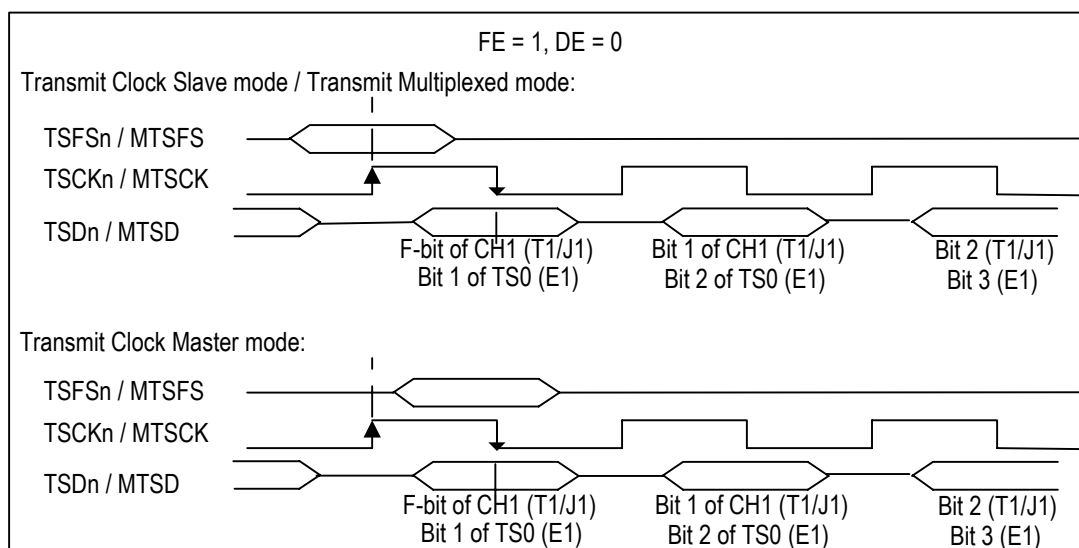 FE = 1, DE = 0
Transmit Clock Slave mode / Transmit Multiplexed mode:
TSFSn / MTSFS
TSCKn / MTSCK
TSDn / MTSD
F-bit of CH1 (T1/J1)
Bit 1 of TS0 (E1)
Bit 1 of CH1 (T1/J1)
Bit 2 of TS0 (E1)
Bit 2 (T1/J1)
Bit 3 (E1)
Transmit Clock Master mode:
TSFSn / MTSFS
TSCKn / MTSCK
TSDn / MTSD
F-bit of CH1 (T1/J1)
Bit 1 of TS0 (E1)
Bit 1 of CH1 (T1/J1)
Bit 2 of TS0 (E1)
Bit 2 (T1/J1)
Bit 3 (E1)